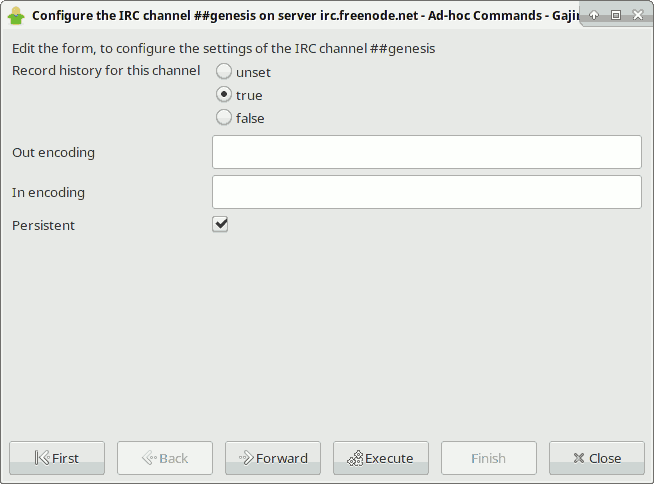 Configure the IRC channel ##genesis on server irc.freenode.net - Ad-hoc Commands - Gajim
Edit the form, to configure the settings of the IRC channel ##genesis
Record history for this channel
unset
true
false
Out encoding
In encoding
Persistent
First Back Forward Execute Finish Close